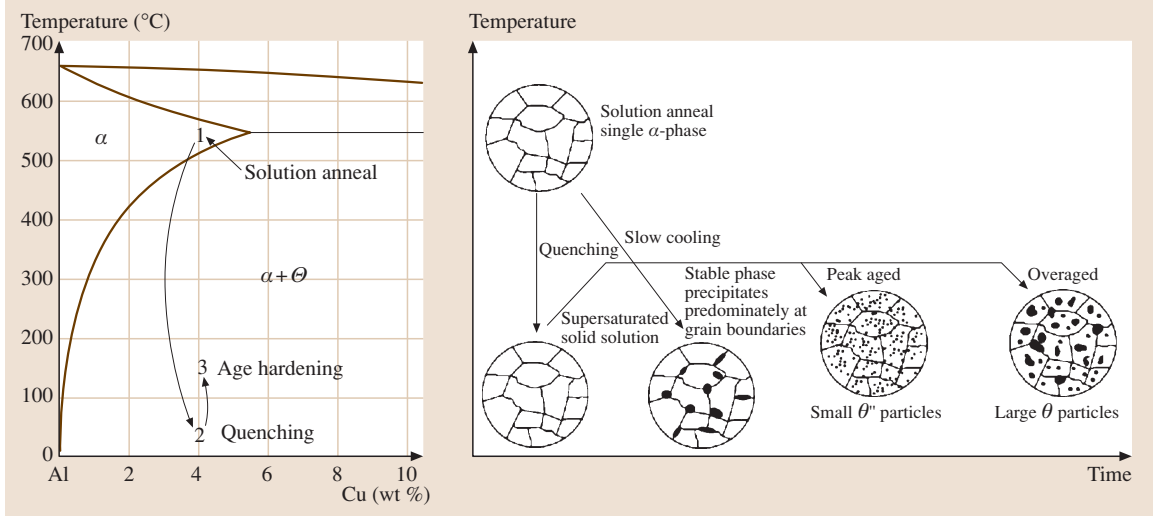 Temperature (°C)
700
600
500
400
300
200
100
0
Al
2
4
6
8
10
Cu (wt %)
α
1
Solution anneal
α + Θ
3 Age hardening
2 Quenching
Temperature
Solution anneal
single α-phase
Quenching
Slow cooling
Supersaturated
solid solution
Stable phase
precipitates
predominately at
grain boundaries
Peak aged
Small θ" particles
Overaged
Large θ particles
Time